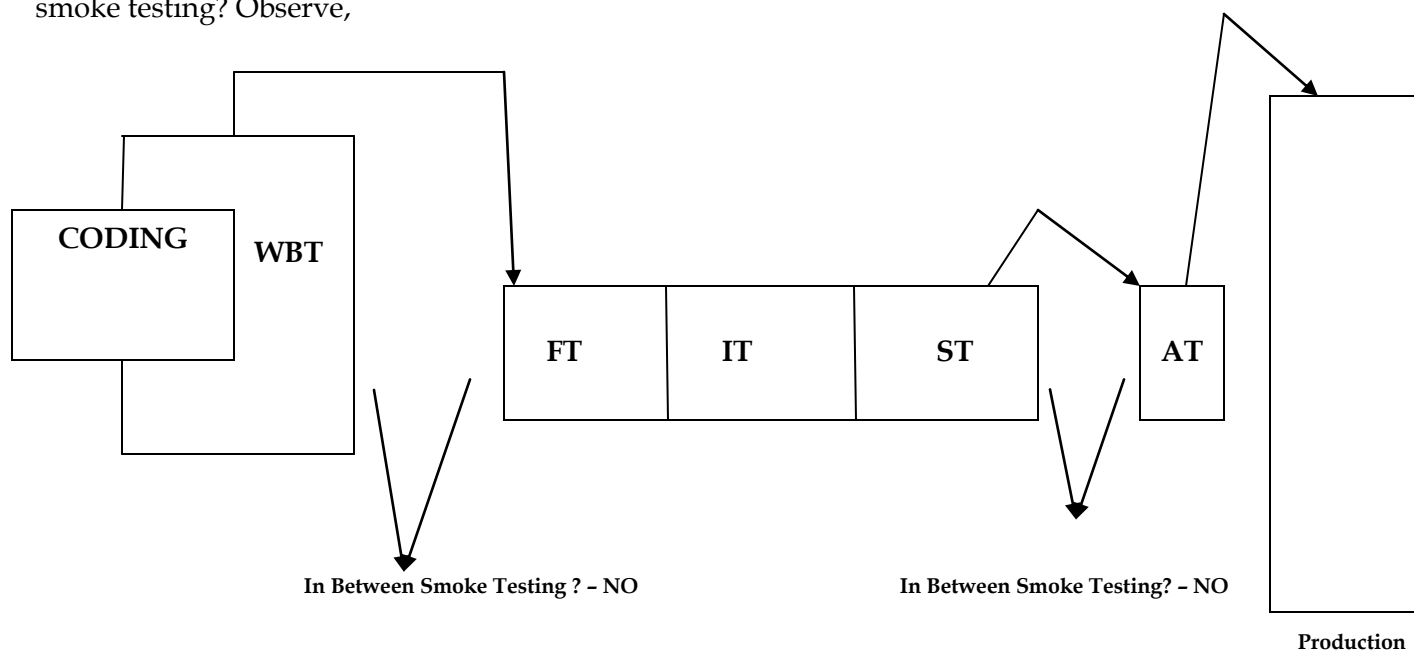 smoke testing? Observe,
CODING
WBT
FT IT ST AT
In Between Smoke Testing ? – NO
In Between Smoke Testing? – NO
Production